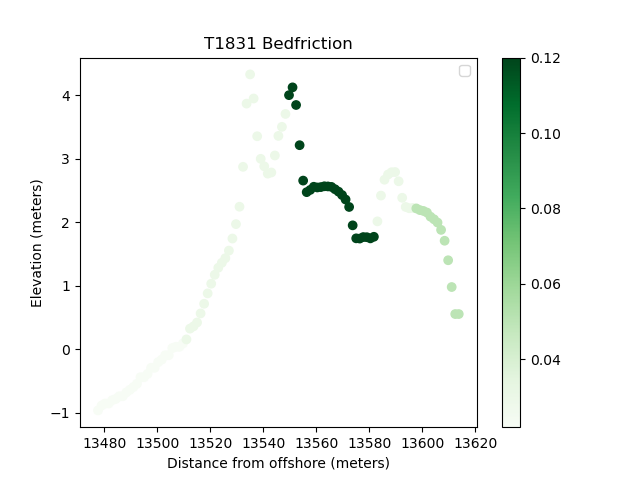 T1831 Bedfriction
4
3
2
1
0
−1
Elevation (meters)
13480 13500 13520 13540 13560 13580 13600 13620
Distance from offshore (meters)
0.12
0.10
0.08
0.06
0.04